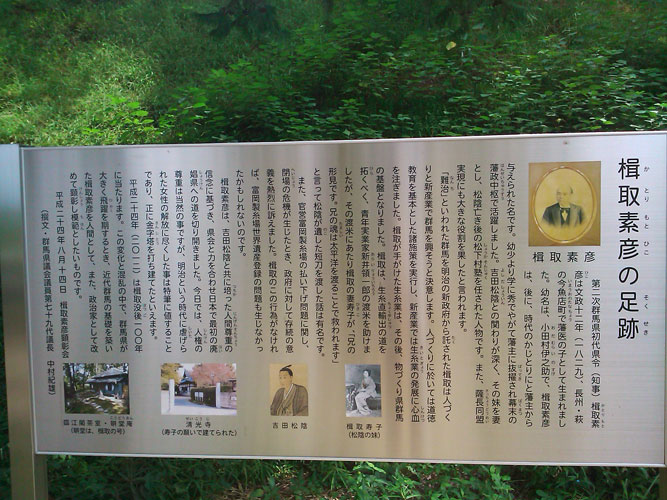 楫取素彦の足跡
かとりもとひこ そくせき
楫取素彦
第二次群馬県初代県令(知事)楫取素
彦は文政十二年(一八二九)、長州・萩
の今魚店町で藩医の子として生まれまし
た。幼名は、小田村伊之助で、楫取素彦
は、後に、時代のかじとりにと藩主から
与えられた名です。幼少より学に秀でやがて藩主に抜擢され幕末の
藩政中枢で活躍しました。吉田松陰との関わりが深く、その妹を妻
とし、松陰亡き後の松下村塾を任された人物です。また、薩長同盟
実現にも大きな役割を果したと言われます。
『難治』といわれた群馬を明治の新政府から託された楫取は人づく
りと新産業で群馬を興そうと決意します。人づくりに於いては道徳
教育を基本とした諸施策を実行し、新産業では生糸業の発展に心血
を注ぎました。楫取が手がけた生糸業は、その後、物づくり県群馬
の基盤となりました。楫取は、生糸直輸出の道を
拓くべく、青年実業家新井領一郎の渡米を助けま
したが、その渡米にあたり楫取の妻寿子が「兄の
形見です。兄の魂は太平洋を渡ることで救われます」
と言って松陰が遺した短刀を渡した話は有名です。
また、官営富岡製糸場の払い下げ問題に関し、
閉場の危機が生じたとき、政府に対して存続の意
義を熱烈に訴えました。楫取のこの行為がなけれ
ば、富岡製糸場世界遺産登録の問題も生じなかっ
たかもしれないのです。
楫取素彦は、吉田松陰と共に培った人間尊重の
信念に基づき、県会と力を合わせ日本で最初の廃
娼県への道を切り開きました。今日では、人権の
尊重は当然の事ですが、明治という時代に虐げら
れた女性の解放に尽くした事は特筆に値すること
であり、正に金字塔を打ち建てたといえます。
平成二十四年(二〇一二)は楫取没後一〇〇年
に当たります。この変化と混乱の中で、群馬県が
大きく飛躍を期するとき、近代群馬の基礎を築い
た楫取素彦を人間として、また、政治家として改
めて顕彰し模範としたいものです。
平成二十四年八月十四日 楫取素彦顕彰会
(撰文・群馬県議会議員第七十九代議長 中村紀雄)
楫取寿子
(松陰の妹)
吉田松陰
清光寺
(寿子の願いで建てられた)
臨江閣茶室・畊堂庵
(畊堂は、楫取の号)